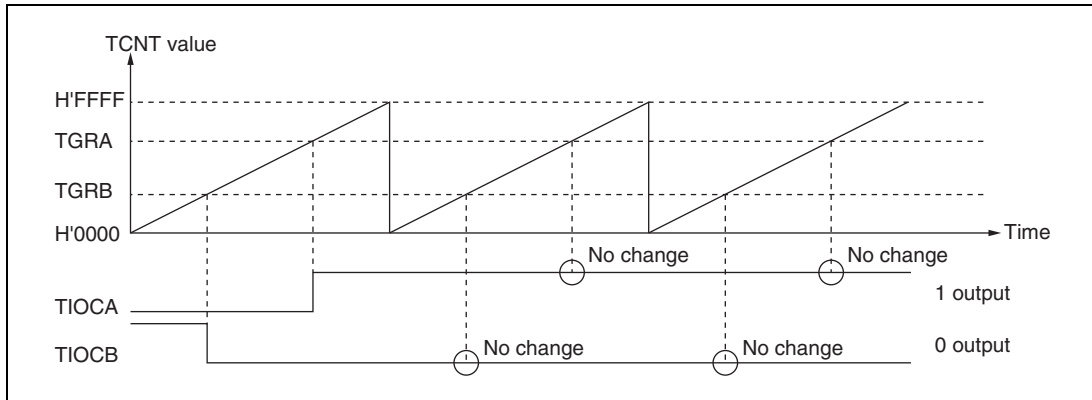 TCNT value
H'FFFF
TGRA
TGRB
H'0000
Time
No change
No change
TIOCA
1 output
No change
No change
TIOCB
0 output